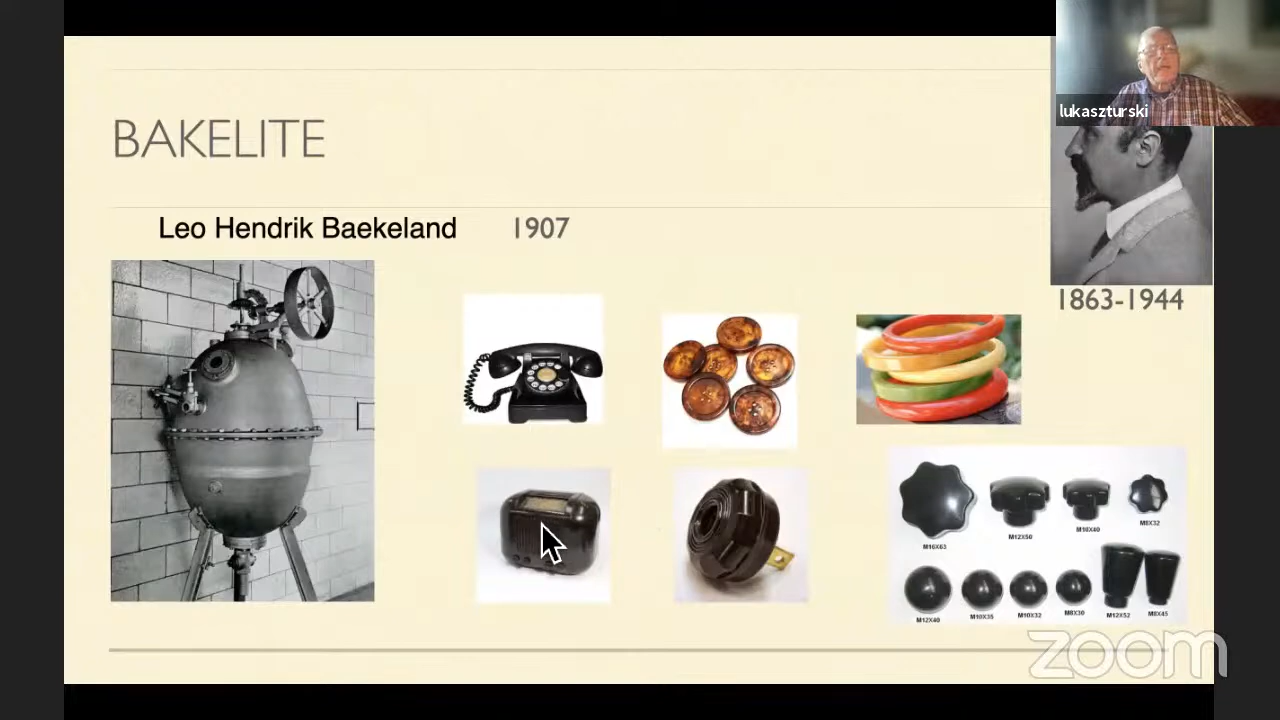 lukaszturski
BAKELITE
Leo Hendrik Baekeland 1907
1863-1944
M16X63
M12X50
M10X40
M8X32
M12X40
M10X35
M10X32
M8X30
M12X52
M8X45
zoom